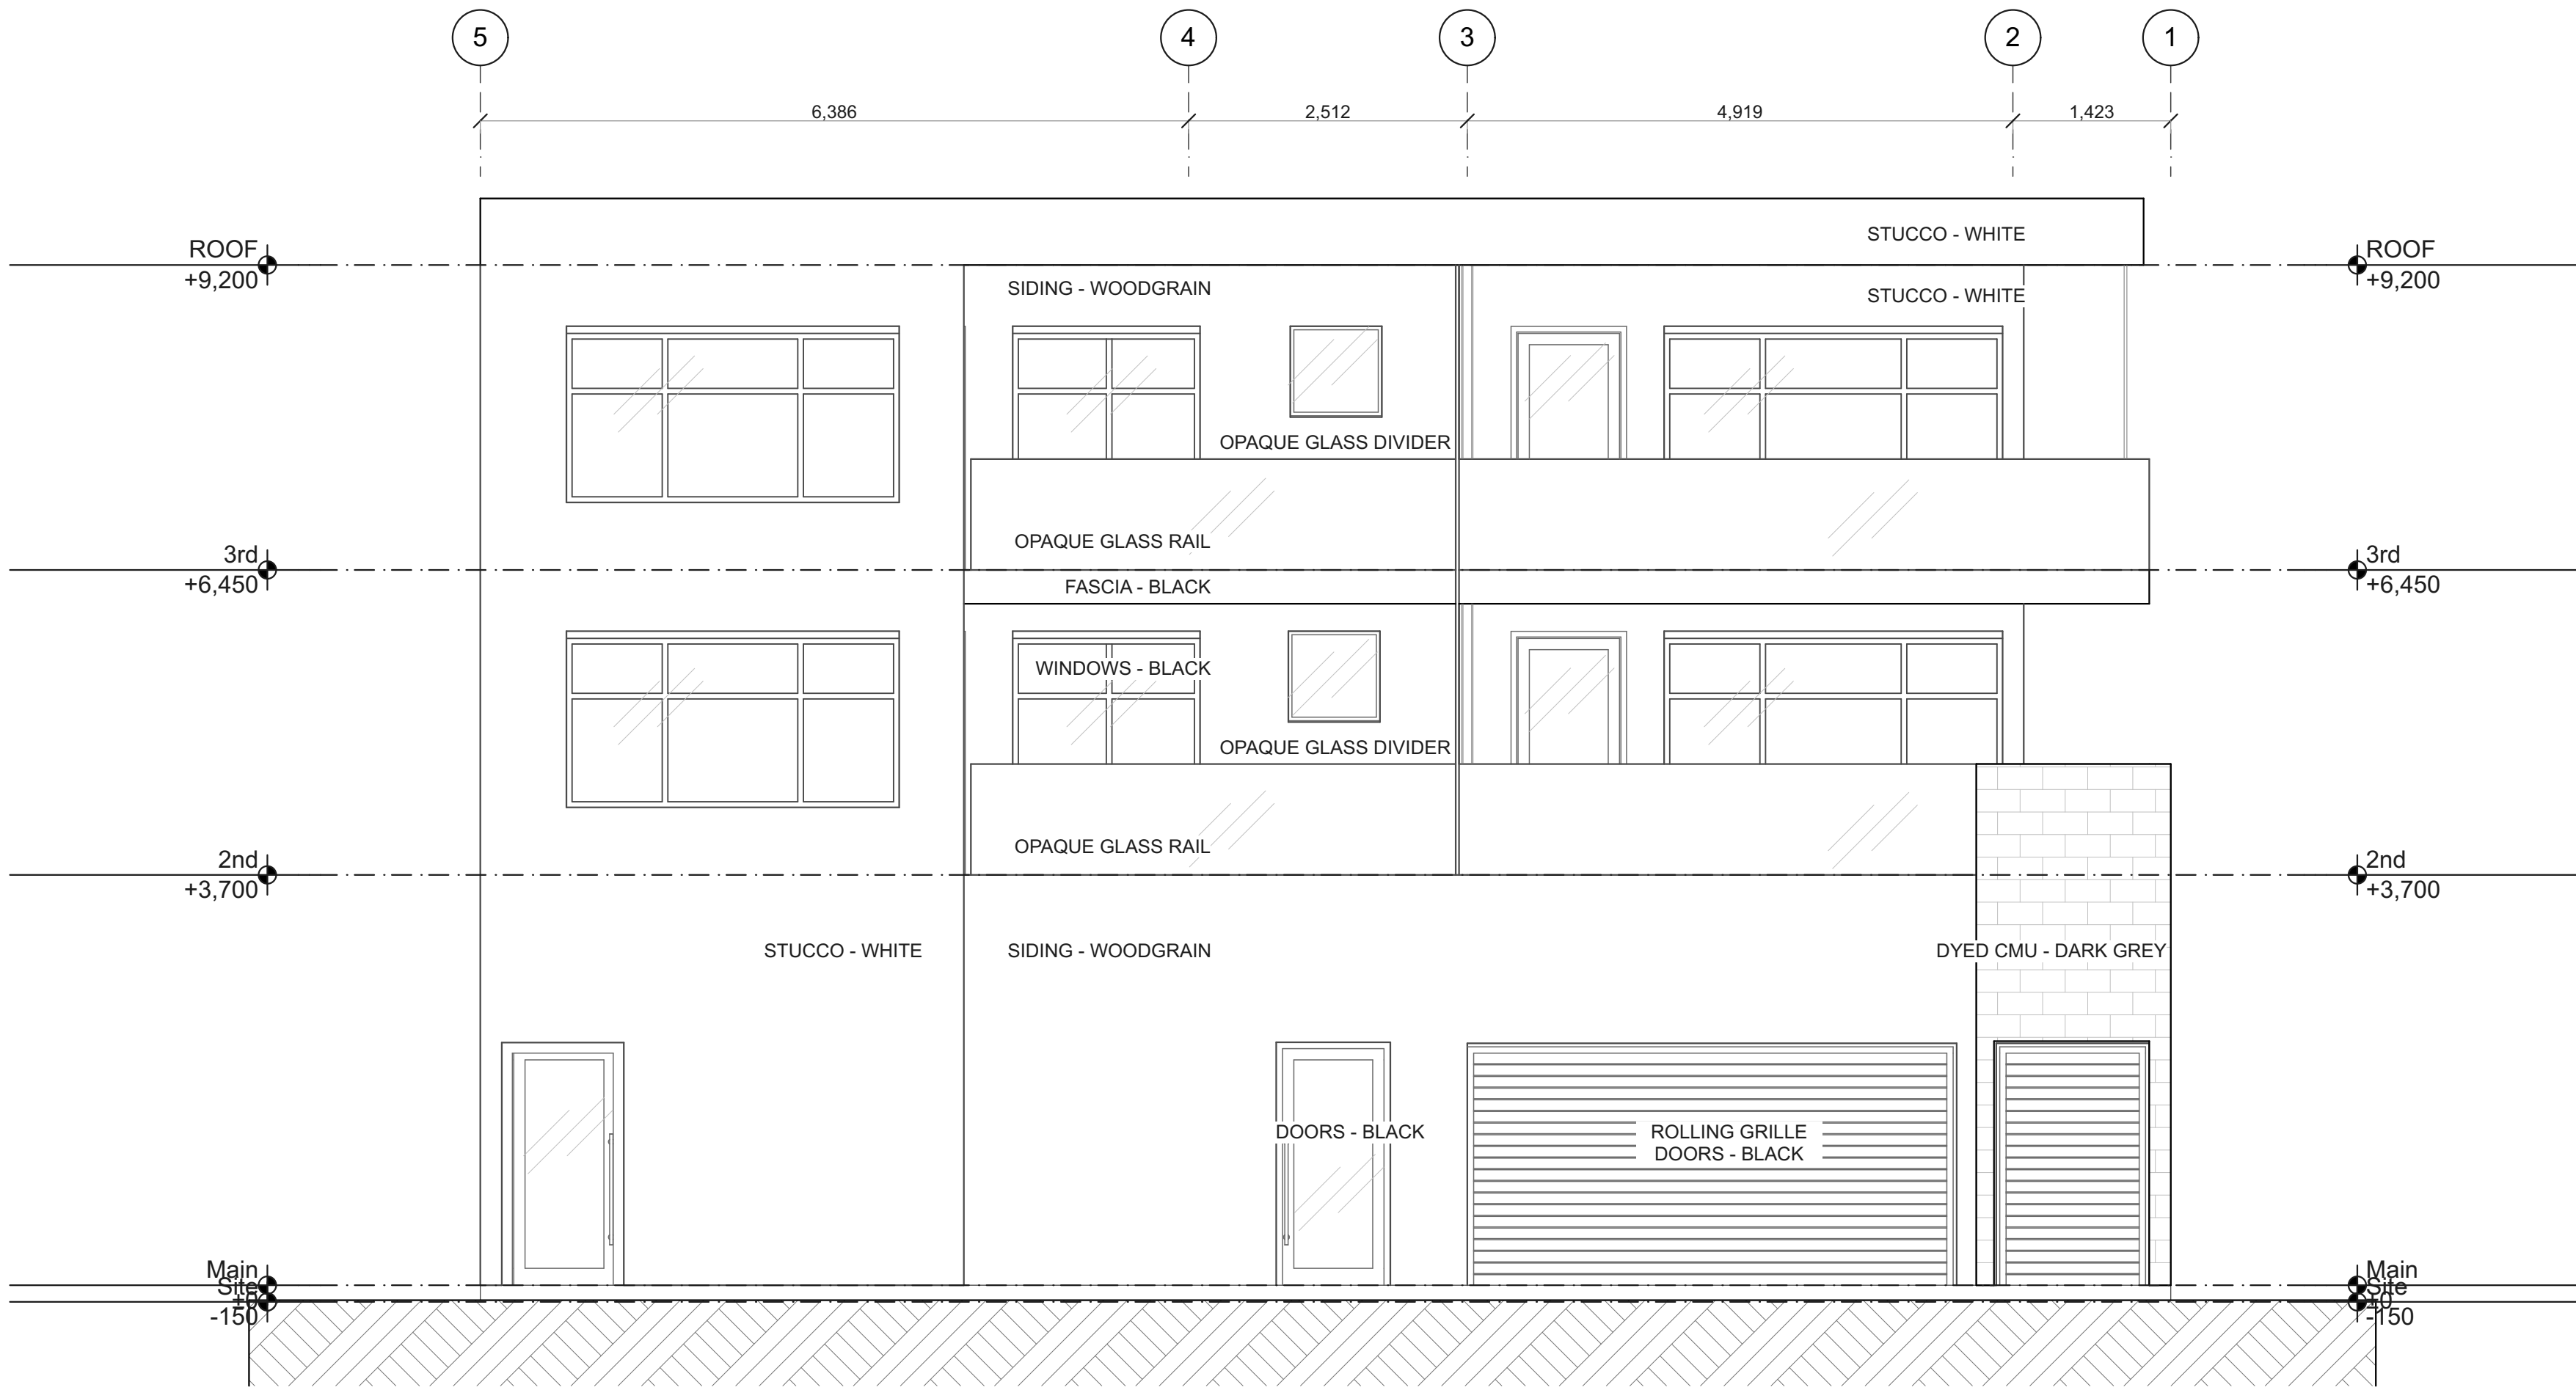 5
4
3
2
1
6,386
2,512
4,919
1,423
STUCCO - WHITE
ROOF
+9,200
ROOF
+9,200
SIDING - WOODGRAIN
STUCCO - WHITE
OPAQUE GLASS DIVIDER
OPAQUE GLASS RAIL
3rd
+6,450
3rd
+6,450
FASCIA - BLACK
WINDOWS - BLACK
OPAQUE GLASS DIVIDER
OPAQUE GLASS RAIL
2nd
+3,700
2nd
+3,700
STUCCO - WHITE
SIDING - WOODGRAIN
DYED CMU - DARK GREY
DOORS - BLACK
ROLLING GRILLE
DOORS - BLACK
Main
Site
±0
-150
Main
Site
±0
-150